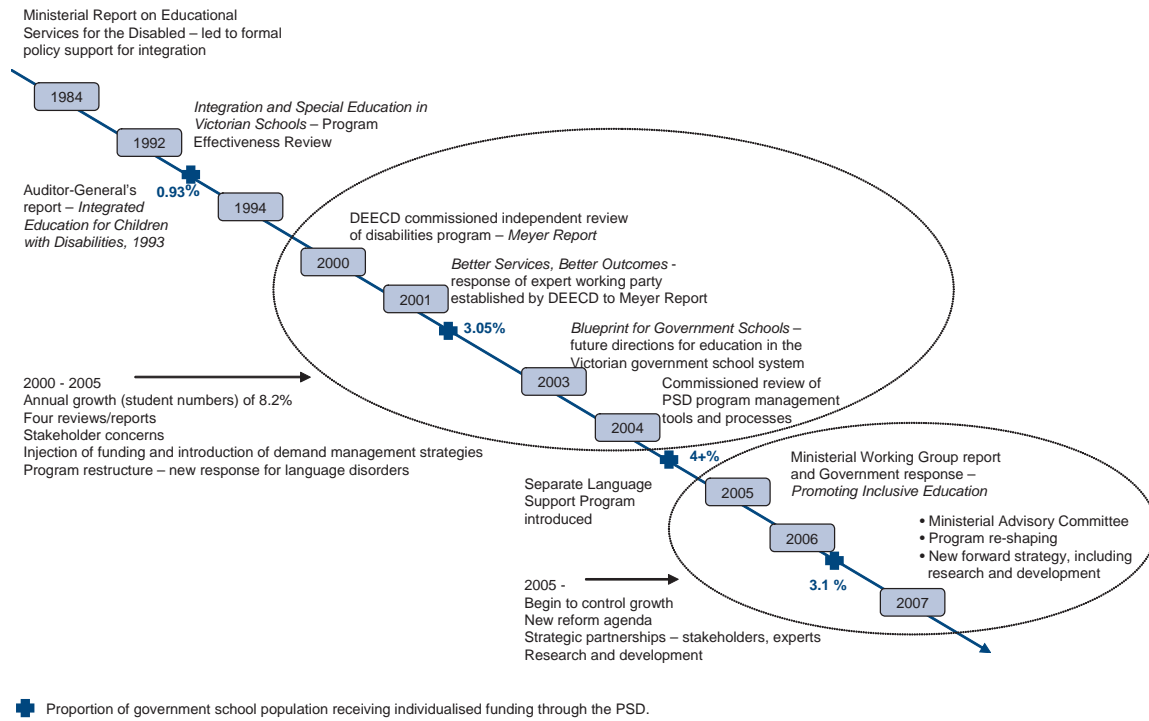 Ministerial Report on Educational
Services for the Disabled – led to formal
policy support for integration
1984
Integration and Special Education in
Victorian Schools – Program
Effectiveness Review
1992
0.93%
Auditor-General's
report – Integrated
Education for Children
with Disabilities, 1993
1994
DEECD commissioned independent review
of disabilities program – Meyer Report
2000
Better Services, Better Outcomes -
response of expert working party
established by DEECD to Meyer Report
2001
3.05%
Blueprint for Government Schools –
future directions for education in the
Victorian government school system
2003
Commissioned review of
PSD program management
tools and processes
2004
2000 - 2005
Annual growth (student numbers) of 8.2%
Four reviews/reports
Stakeholder concerns
Injection of funding and introduction of demand management strategies
Program restructure – new response for language disorders
4+%
Separate Language
Support Program
introduced
Ministerial Working Group report
and Government response –
Promoting Inclusive Education
2005
• Ministerial Advisory Committee
• Program re-shaping
• New forward strategy, including
research and development
2006
3.1 %
2007
2005 -
Begin to control growth
New reform agenda
Strategic partnerships – stakeholders, experts
Research and development
Proportion of government school population receiving individualised funding through the PSD.